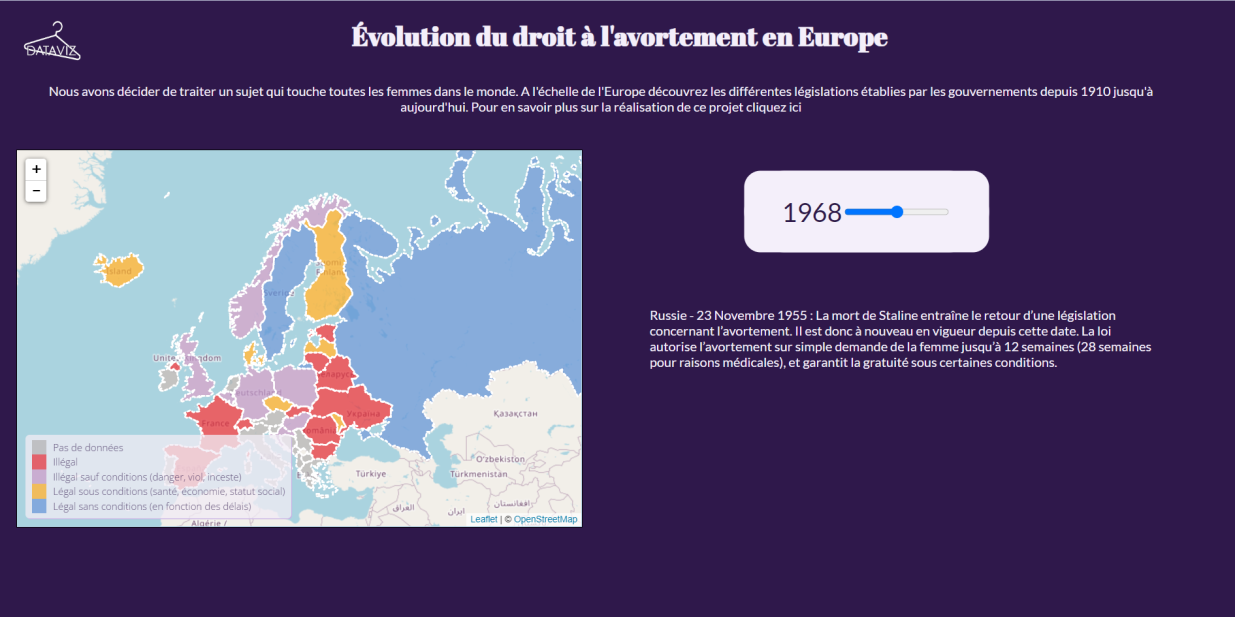 DATAVIZ
Évolution du droit à l'avortement en Europe
Nous avons décider de traiter un sujet qui touche toutes les femmes dans le monde. A l'échelle de l'Europe découvrez les différentes législations établies par les gouvernements depuis 1910 jusqu'à
aujourd'hui. Pour en savoir plus sur la réalisation de ce projet cliquez ici
+
−
Ísland
Suomi
Finland
Sverige
United Kingdom
Беларусь
Deutschland
Україна
France
România
Қазақстан
O'zbekiston
Türkiye
Türkmenistan
العراق
ایران
افغانستان
Algérie /
Pas de données
Illégal
Illégal sauf conditions (danger, viol, inceste)
Légal sous conditions (santé, économie, statut social)
Légal sans conditions (en fonction des délais)
Leaflet | © OpenStreetMap
1968
Russie - 23 Novembre 1955 : La mort de Staline entraîne le retour d'une législation
concernant l'avortement. Il est donc à nouveau en vigueur depuis cette date. La loi
autorise l'avortement sur simple demande de la femme jusqu'à 12 semaines (28 semaines
pour raisons médicales), et garantit la gratuité sous certaines conditions.